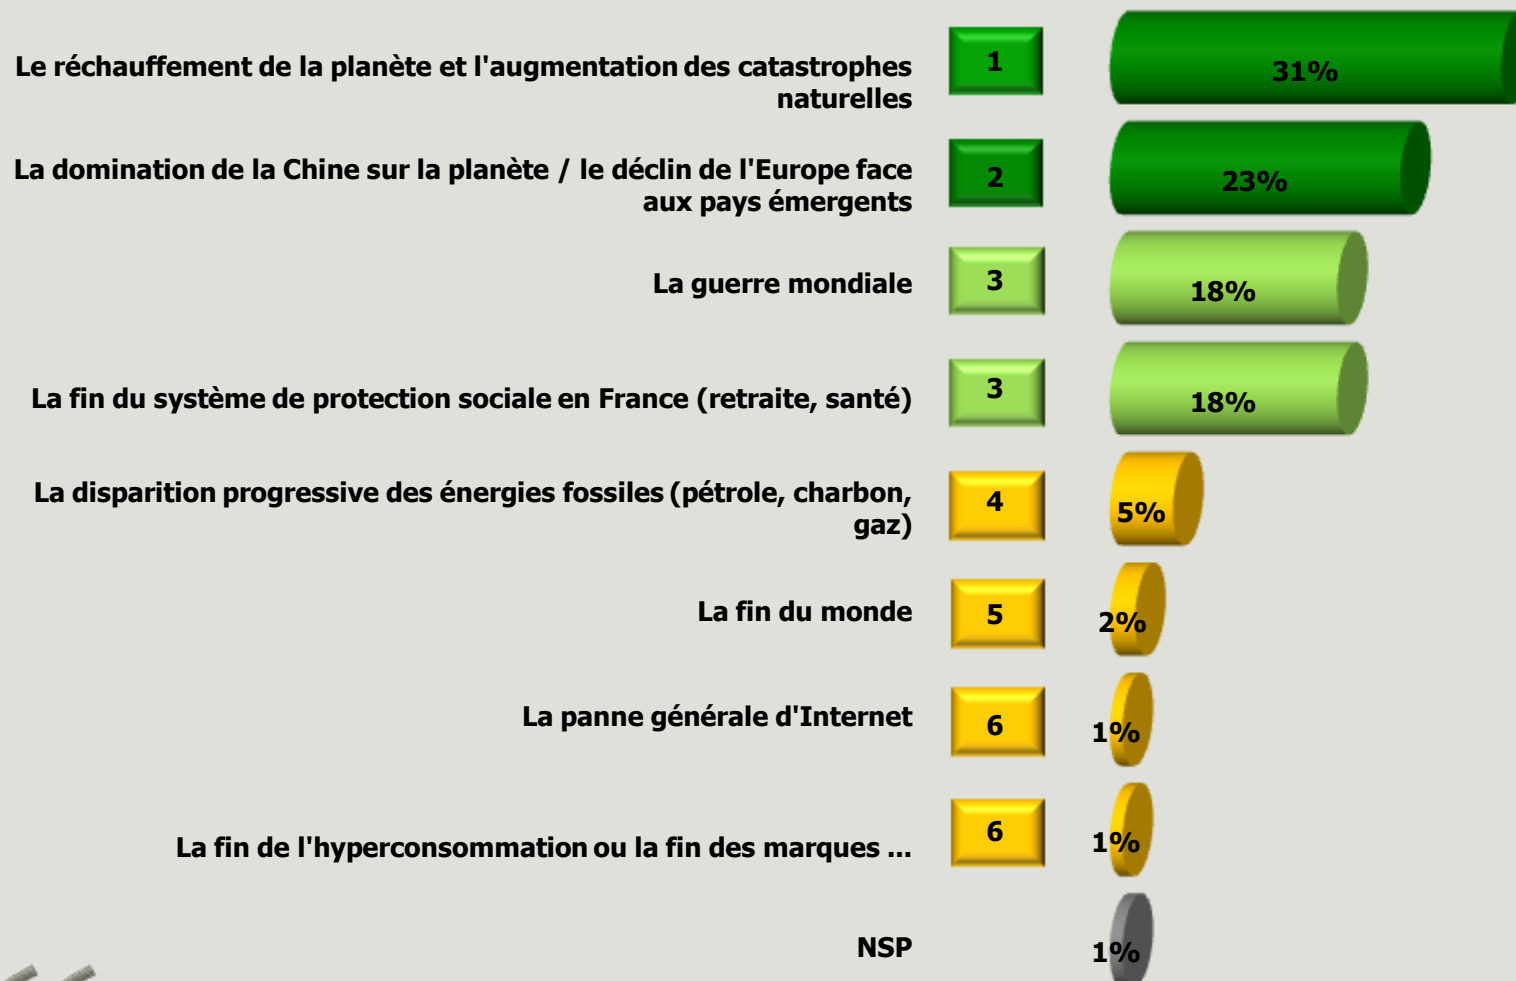 Le réchauffement de la planète et l'augmentation des catastrophes
naturelles
1
31%
La domination de la Chine sur la planète / le déclin de l'Europe face
aux pays émergents
2
23%
La guerre mondiale
3
18%
La fin du système de protection sociale en France (retraite, santé)
3
18%
La disparition progressive des énergies fossiles (pétrole, charbon,
gaz)
4
5%
La fin du monde
5
2%
La panne générale d'Internet
6
1%
La fin de l'hyperconsommation ou la fin des marques ...
6
1%
NSP
1%